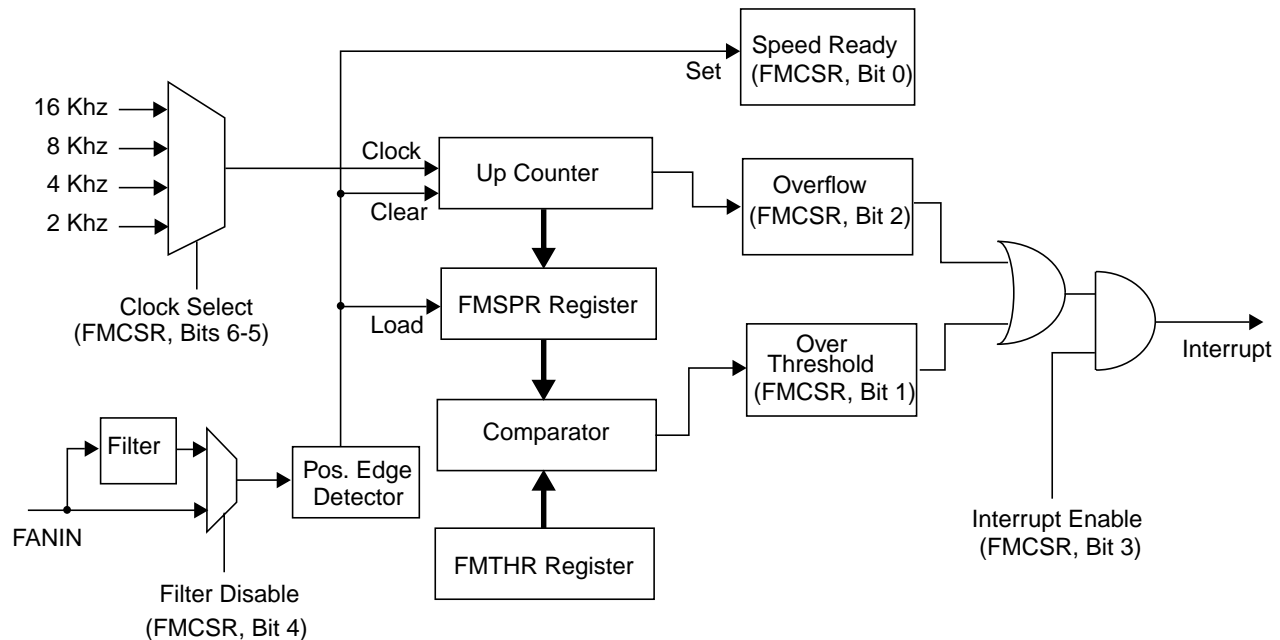 Speed Ready
(FMCSR, Bit 0)
Set
16 Khz
8 Khz
4 Khz
2 Khz
Clock
Clear
Up Counter
Overflow
(FMCSR, Bit 2)
Clock Select
(FMCSR, Bits 6-5)
Load
FMSPR Register
Over
Threshold
(FMCSR, Bit 1)
Interrupt
Comparator
Filter
Pos. Edge
Detector
FANIN
FMTHR Register
Interrupt Enable
(FMCSR, Bit 3)
Filter Disable
(FMCSR, Bit 4)